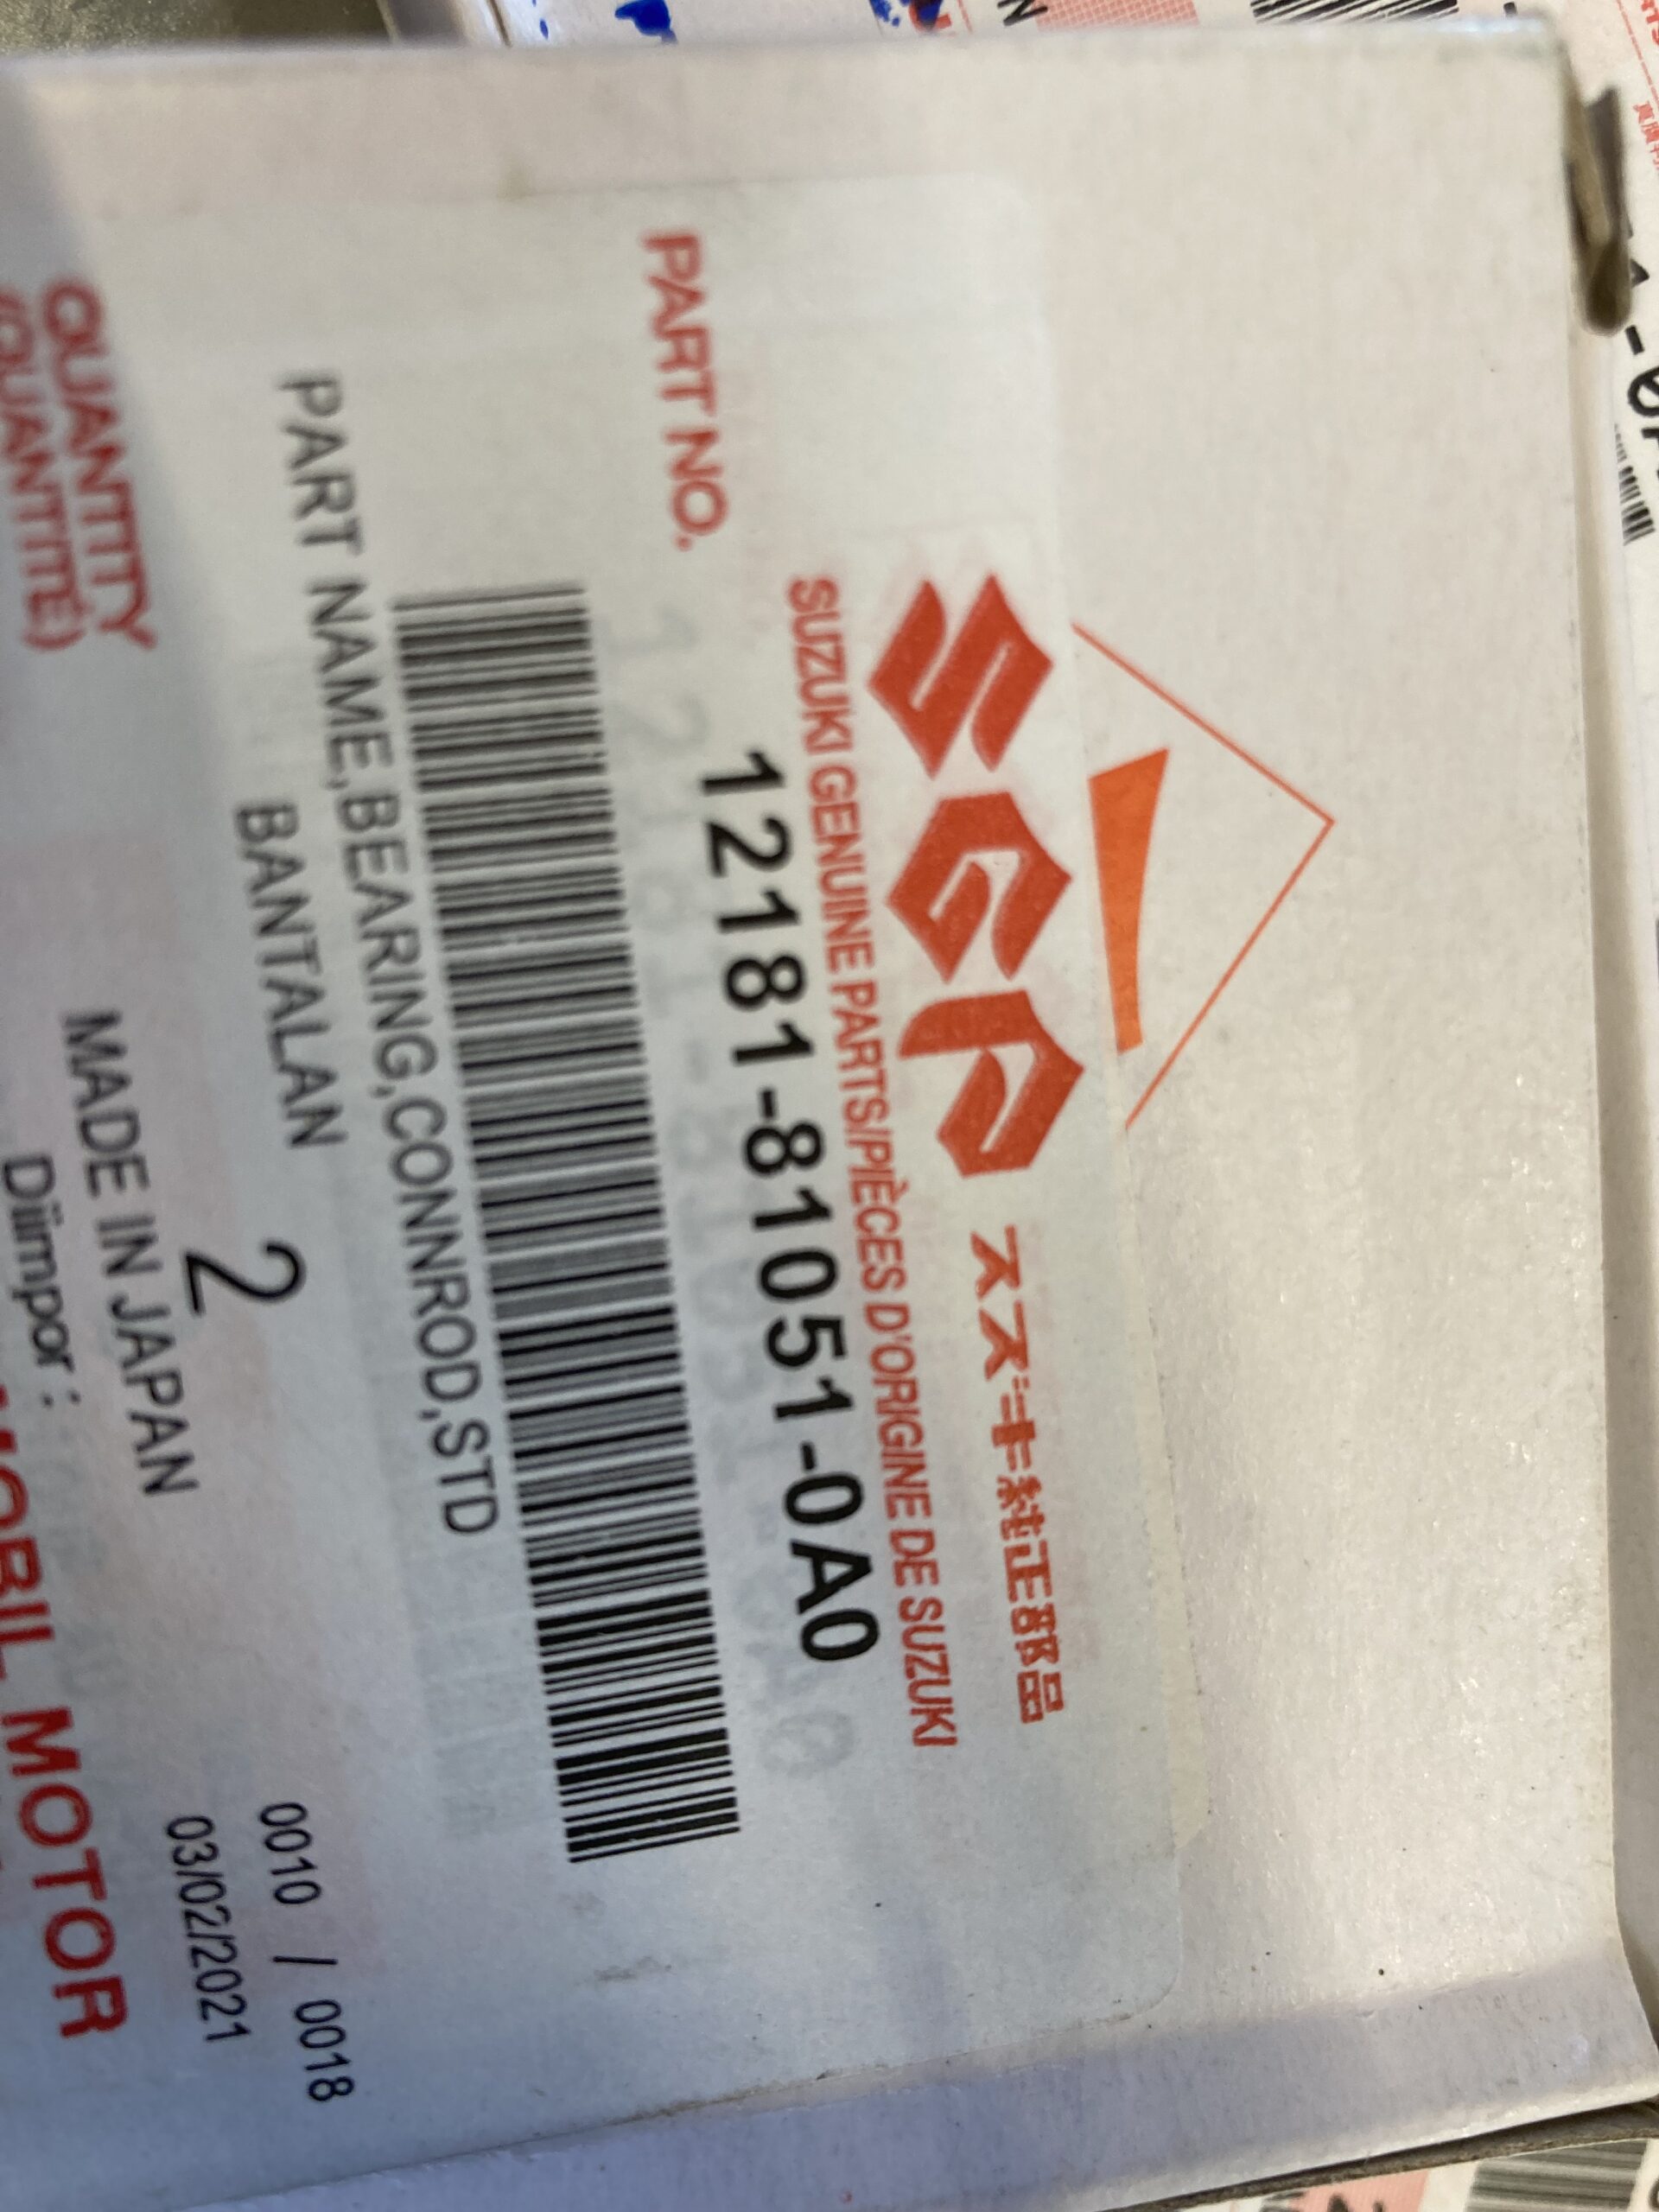 SGP スズキ純正部品
SUZUKI GENUINE PARTS/PIÈCES D'ORIGINE DE SUZUKI
PART NO. 12181-81051-0A0
PART NAME,BEARING,CONNROD,STD
BANTALAN
QUANTITY 2
(QUANTITÉ)
0010 / 0018
MADE IN JAPAN 03/02/2021
Diimpor :
MOBIL MOTOR